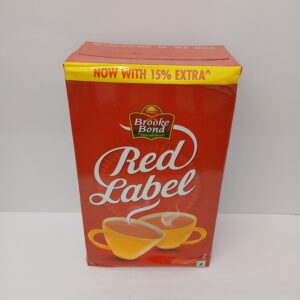 NOW WITH 15% EXTRA^
Brooke
Bond
Red
Label